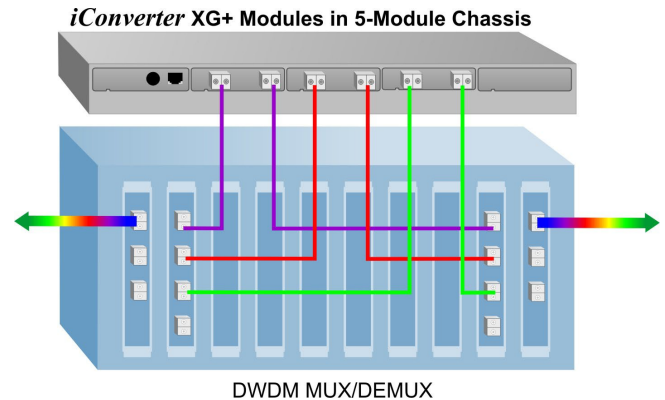 iConverter XG+ Modules in 5-Module Chassis
DWDM MUX/DEMUX